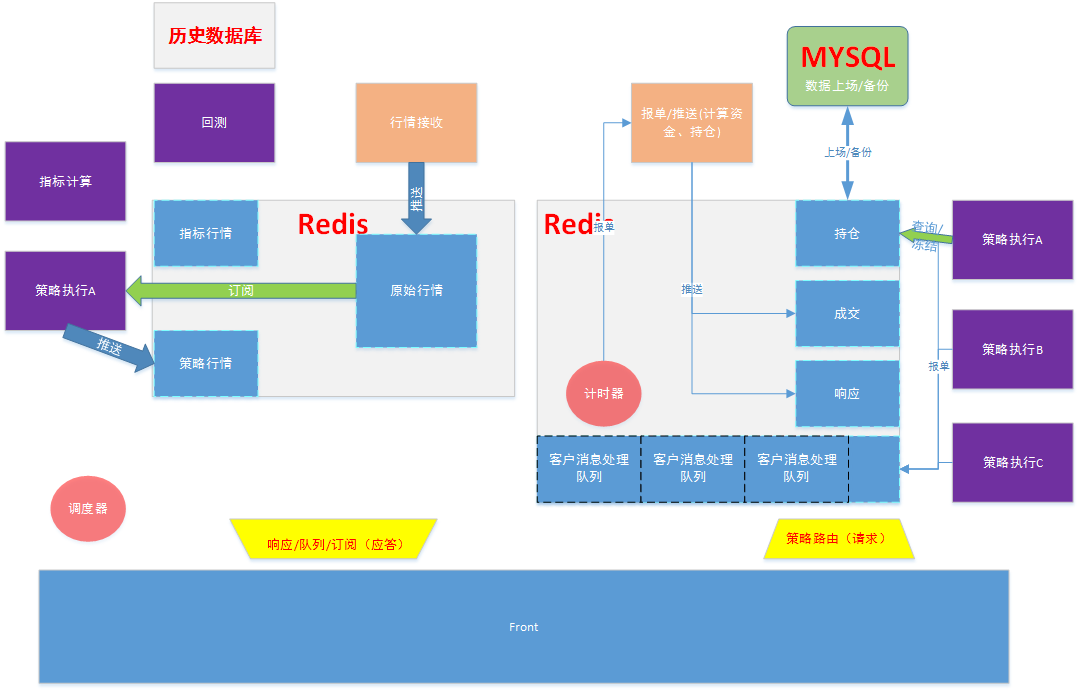 历史数据库
MYSQL
数据上场/备份
回测
行情接收
报单/推送(计算资
金、持仓)
指标计算
上场/备份
推送
指标行情
Redis
Redis
报单
持仓
查询/
冻结
策略执行A
策略执行A
订阅
原始行情
推送
成交
推送
策略行情
策略执行B
报单
计时器
响应
客户消息处理
队列
客户消息处理
队列
客户消息处理
队列
策略执行C
调度器
响应/队列/订阅（应答）
策略路由（请求）
Front